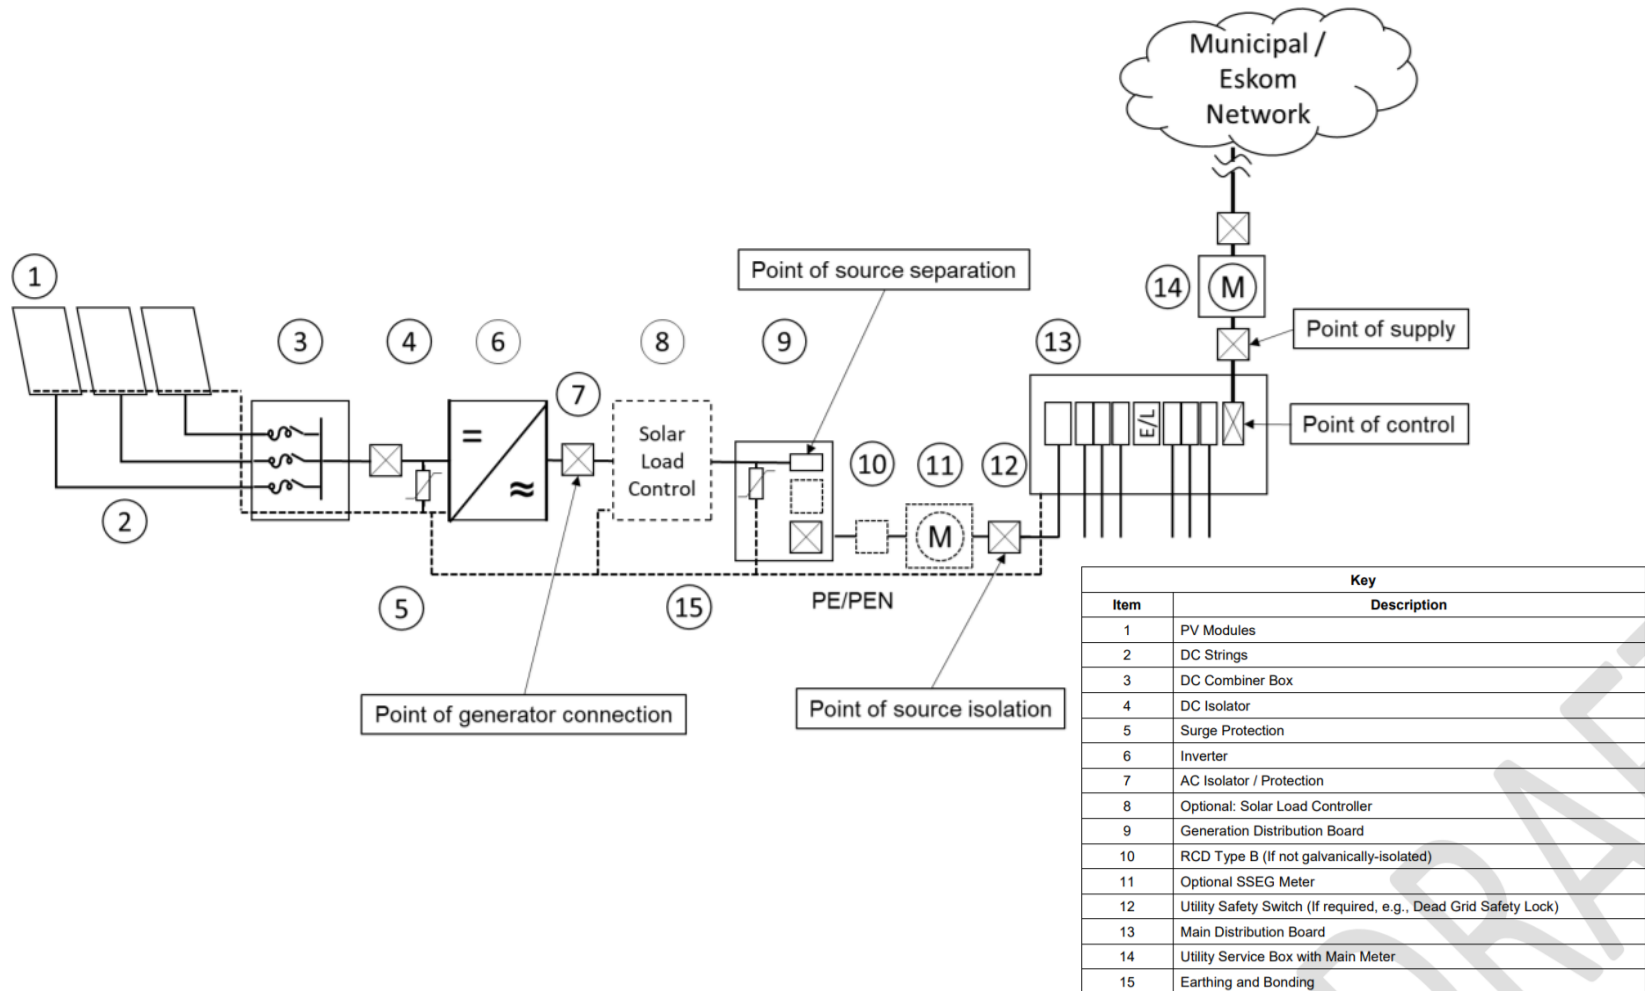 Municipal /
Eskom
Network
Point of source separation
1
14
M
Point of supply
3
4
6
8
9
13
7
Point of control
=
≈
Solar
Load
Control
E/L
10
11
12
2
M
5
15
PE/PEN
Point of generator connection
Point of source isolation
Key
Item Description
1 PV Modules
2 DC Strings
3 DC Combiner Box
4 DC Isolator
5 Surge Protection
6 Inverter
7 AC Isolator / Protection
8 Optional: Solar Load Controller
9 Generation Distribution Board
10 RCD Type B (If not galvanically-isolated)
11 Optional SSEG Meter
12 Utility Safety Switch (If required, e.g., Dead Grid Safety Lock)
13 Main Distribution Board
14 Utility Service Box with Main Meter
15 Earthing and Bonding
DRAFT